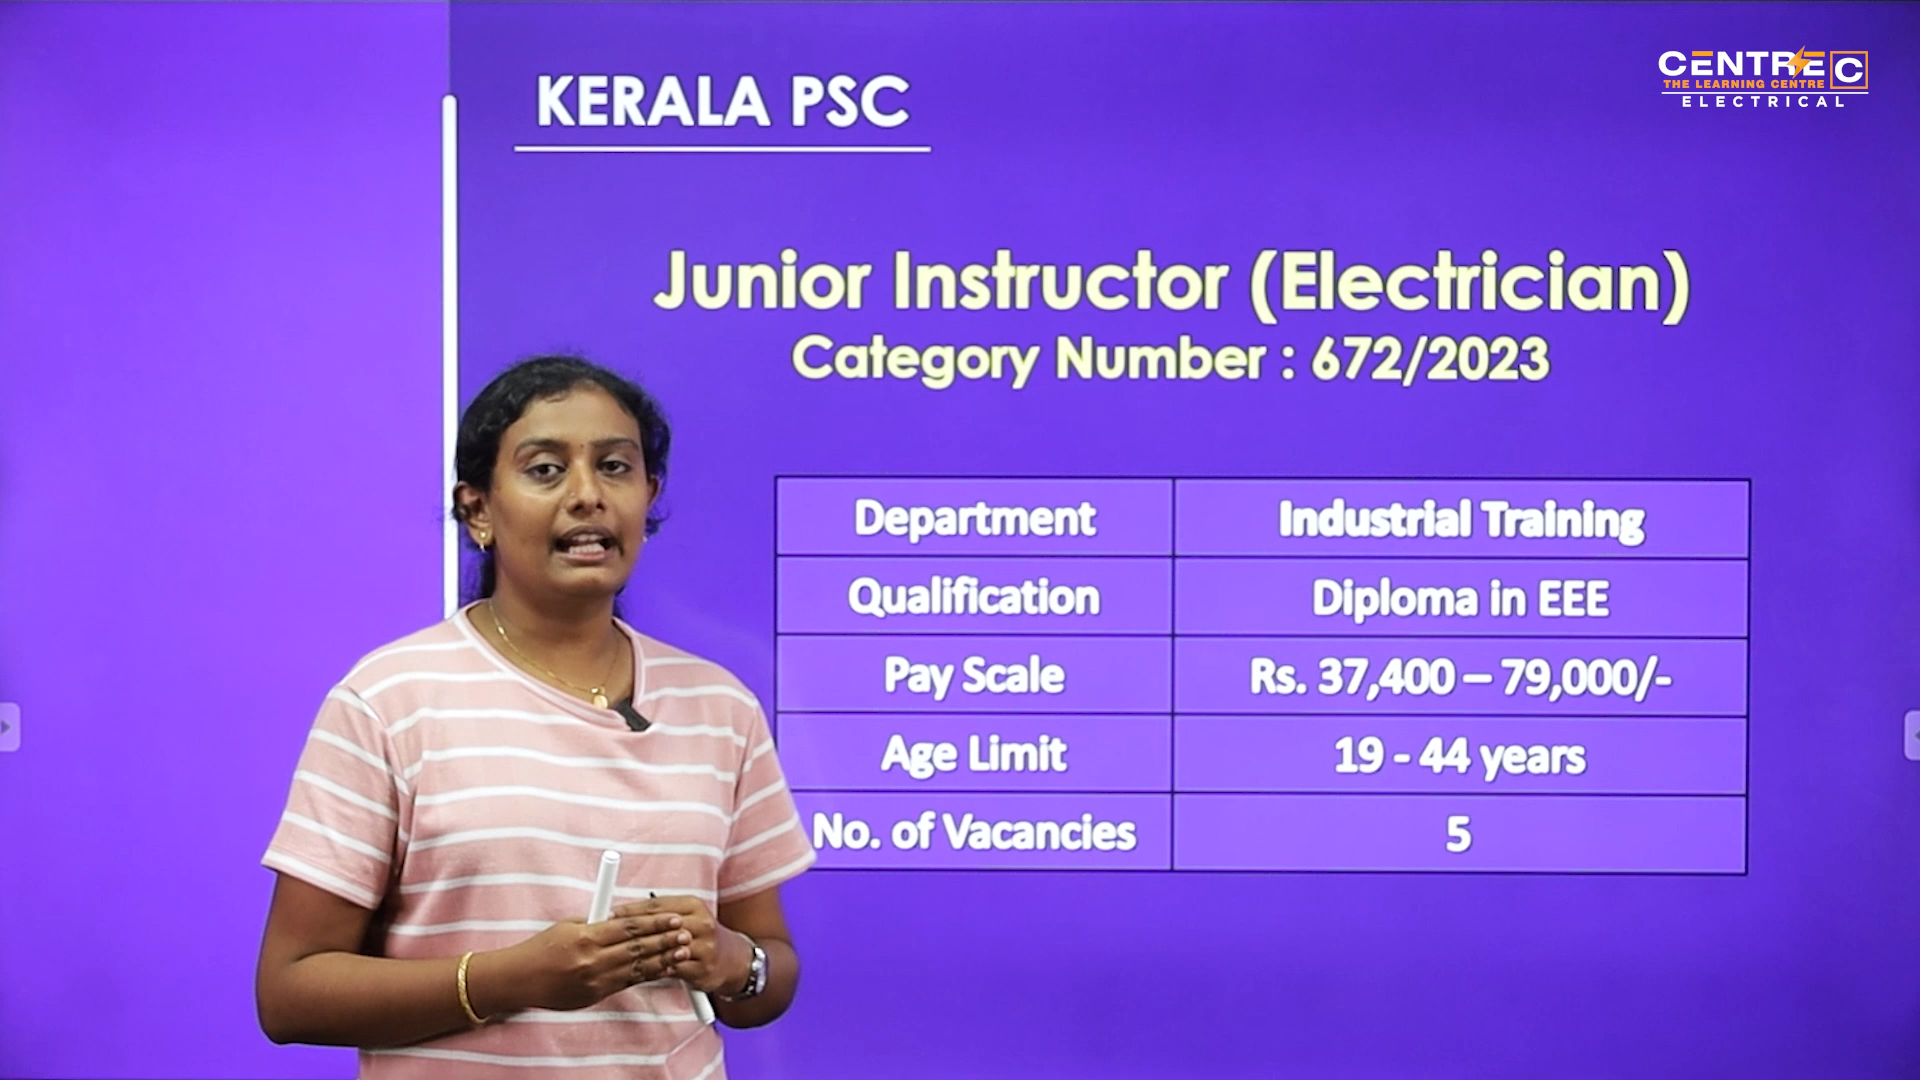 CENTRE C
THE LEARNING CENTRE
ELECTRICAL
KERALA PSC
Junior Instructor (Electrician)
Category Number : 672/2023
Department Industrial Training
Qualification Diploma in EEE
Pay Scale Rs. 37,400 – 79,000/-
Age Limit 19 - 44 years
No. of Vacancies 5